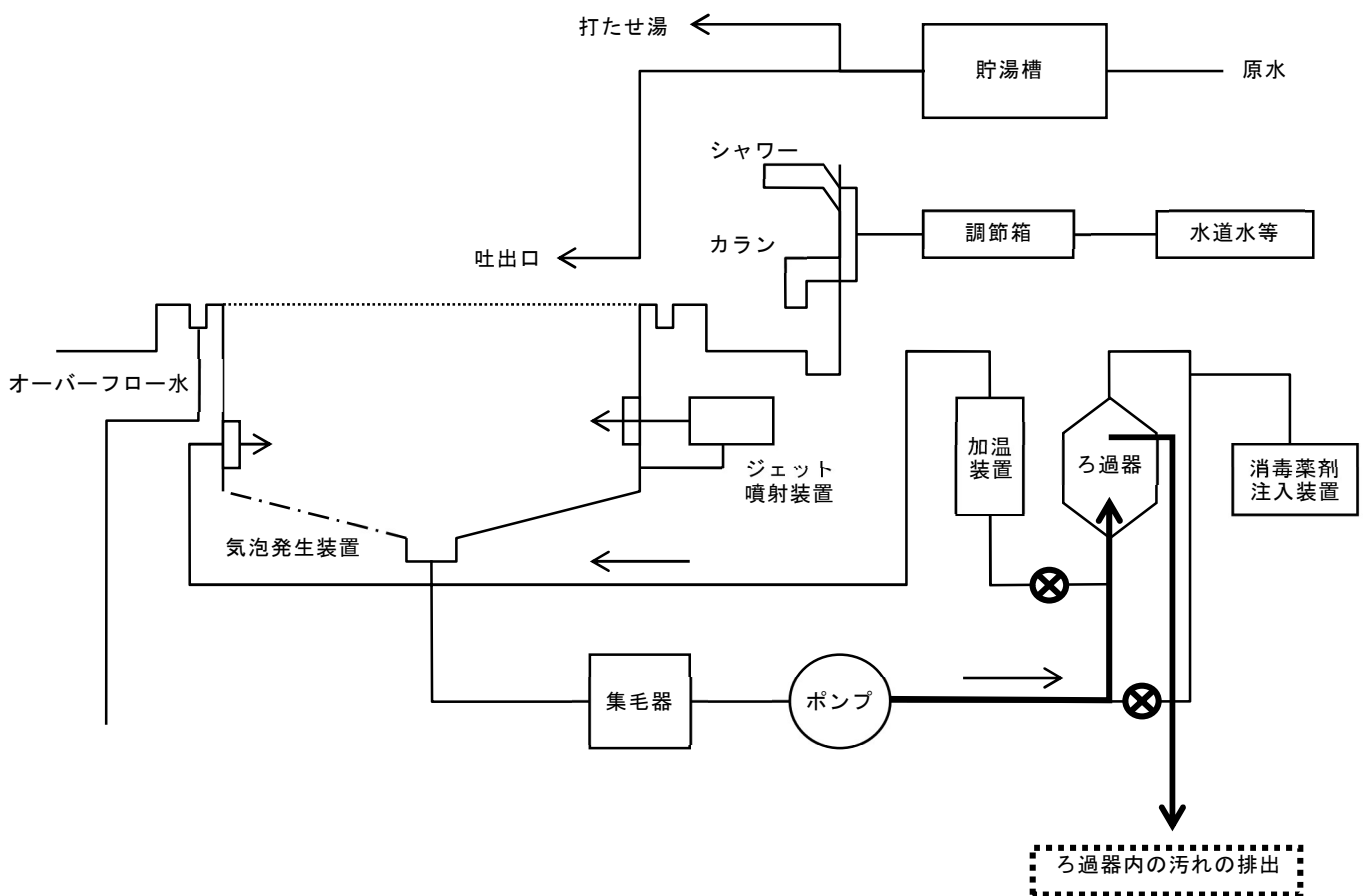 打たせ湯
貯湯槽
原水
シャワー
カラン
調節箱
水道水等
吐出口
オーバーフロー水
加温
装置
ろ過器
消毒薬剤
注入装置
ジェット
噴射装置
気泡発生装置
集毛器
ポンプ
ろ過器内の汚れの排出